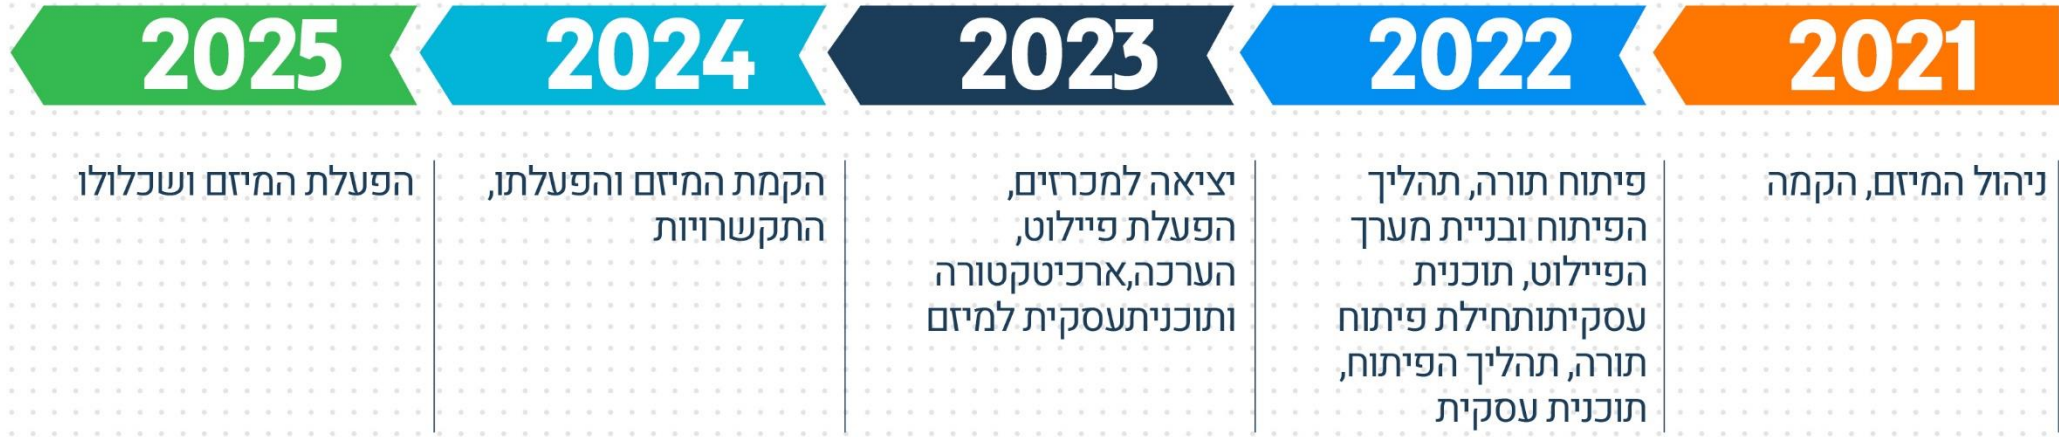 2021
ניהול המיזם, הקמה
2022
פיתוח תורה, תהליך
הפיתוח ובניית מערך
הפיילוט, תוכנית
עסקיתותחילת פיתוח
תורה, תהליך הפיתוח,
תוכנית עסקית
2023
יציאה למכרזים,
הפעלת פיילוט,
הערכה,ארכיטקטורה
ותוכניתעסקית למיזם
2024
הקמת המיזם והפעלתו,
התקשרויות
2025
הפעלת המיזם ושכלולו